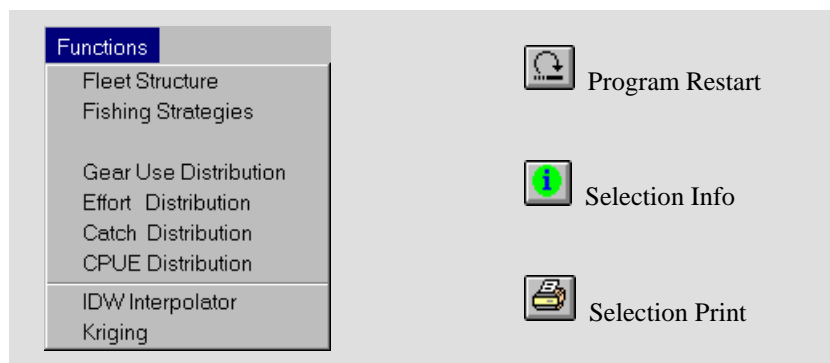 Functions
Fleet Structure
Fishing Strategies
Gear Use Distribution
Effort Distribution
Catch Distribution
CPUE Distribution
IDW Interpolator
Kriging
Program Restart
Selection Info
Selection Print